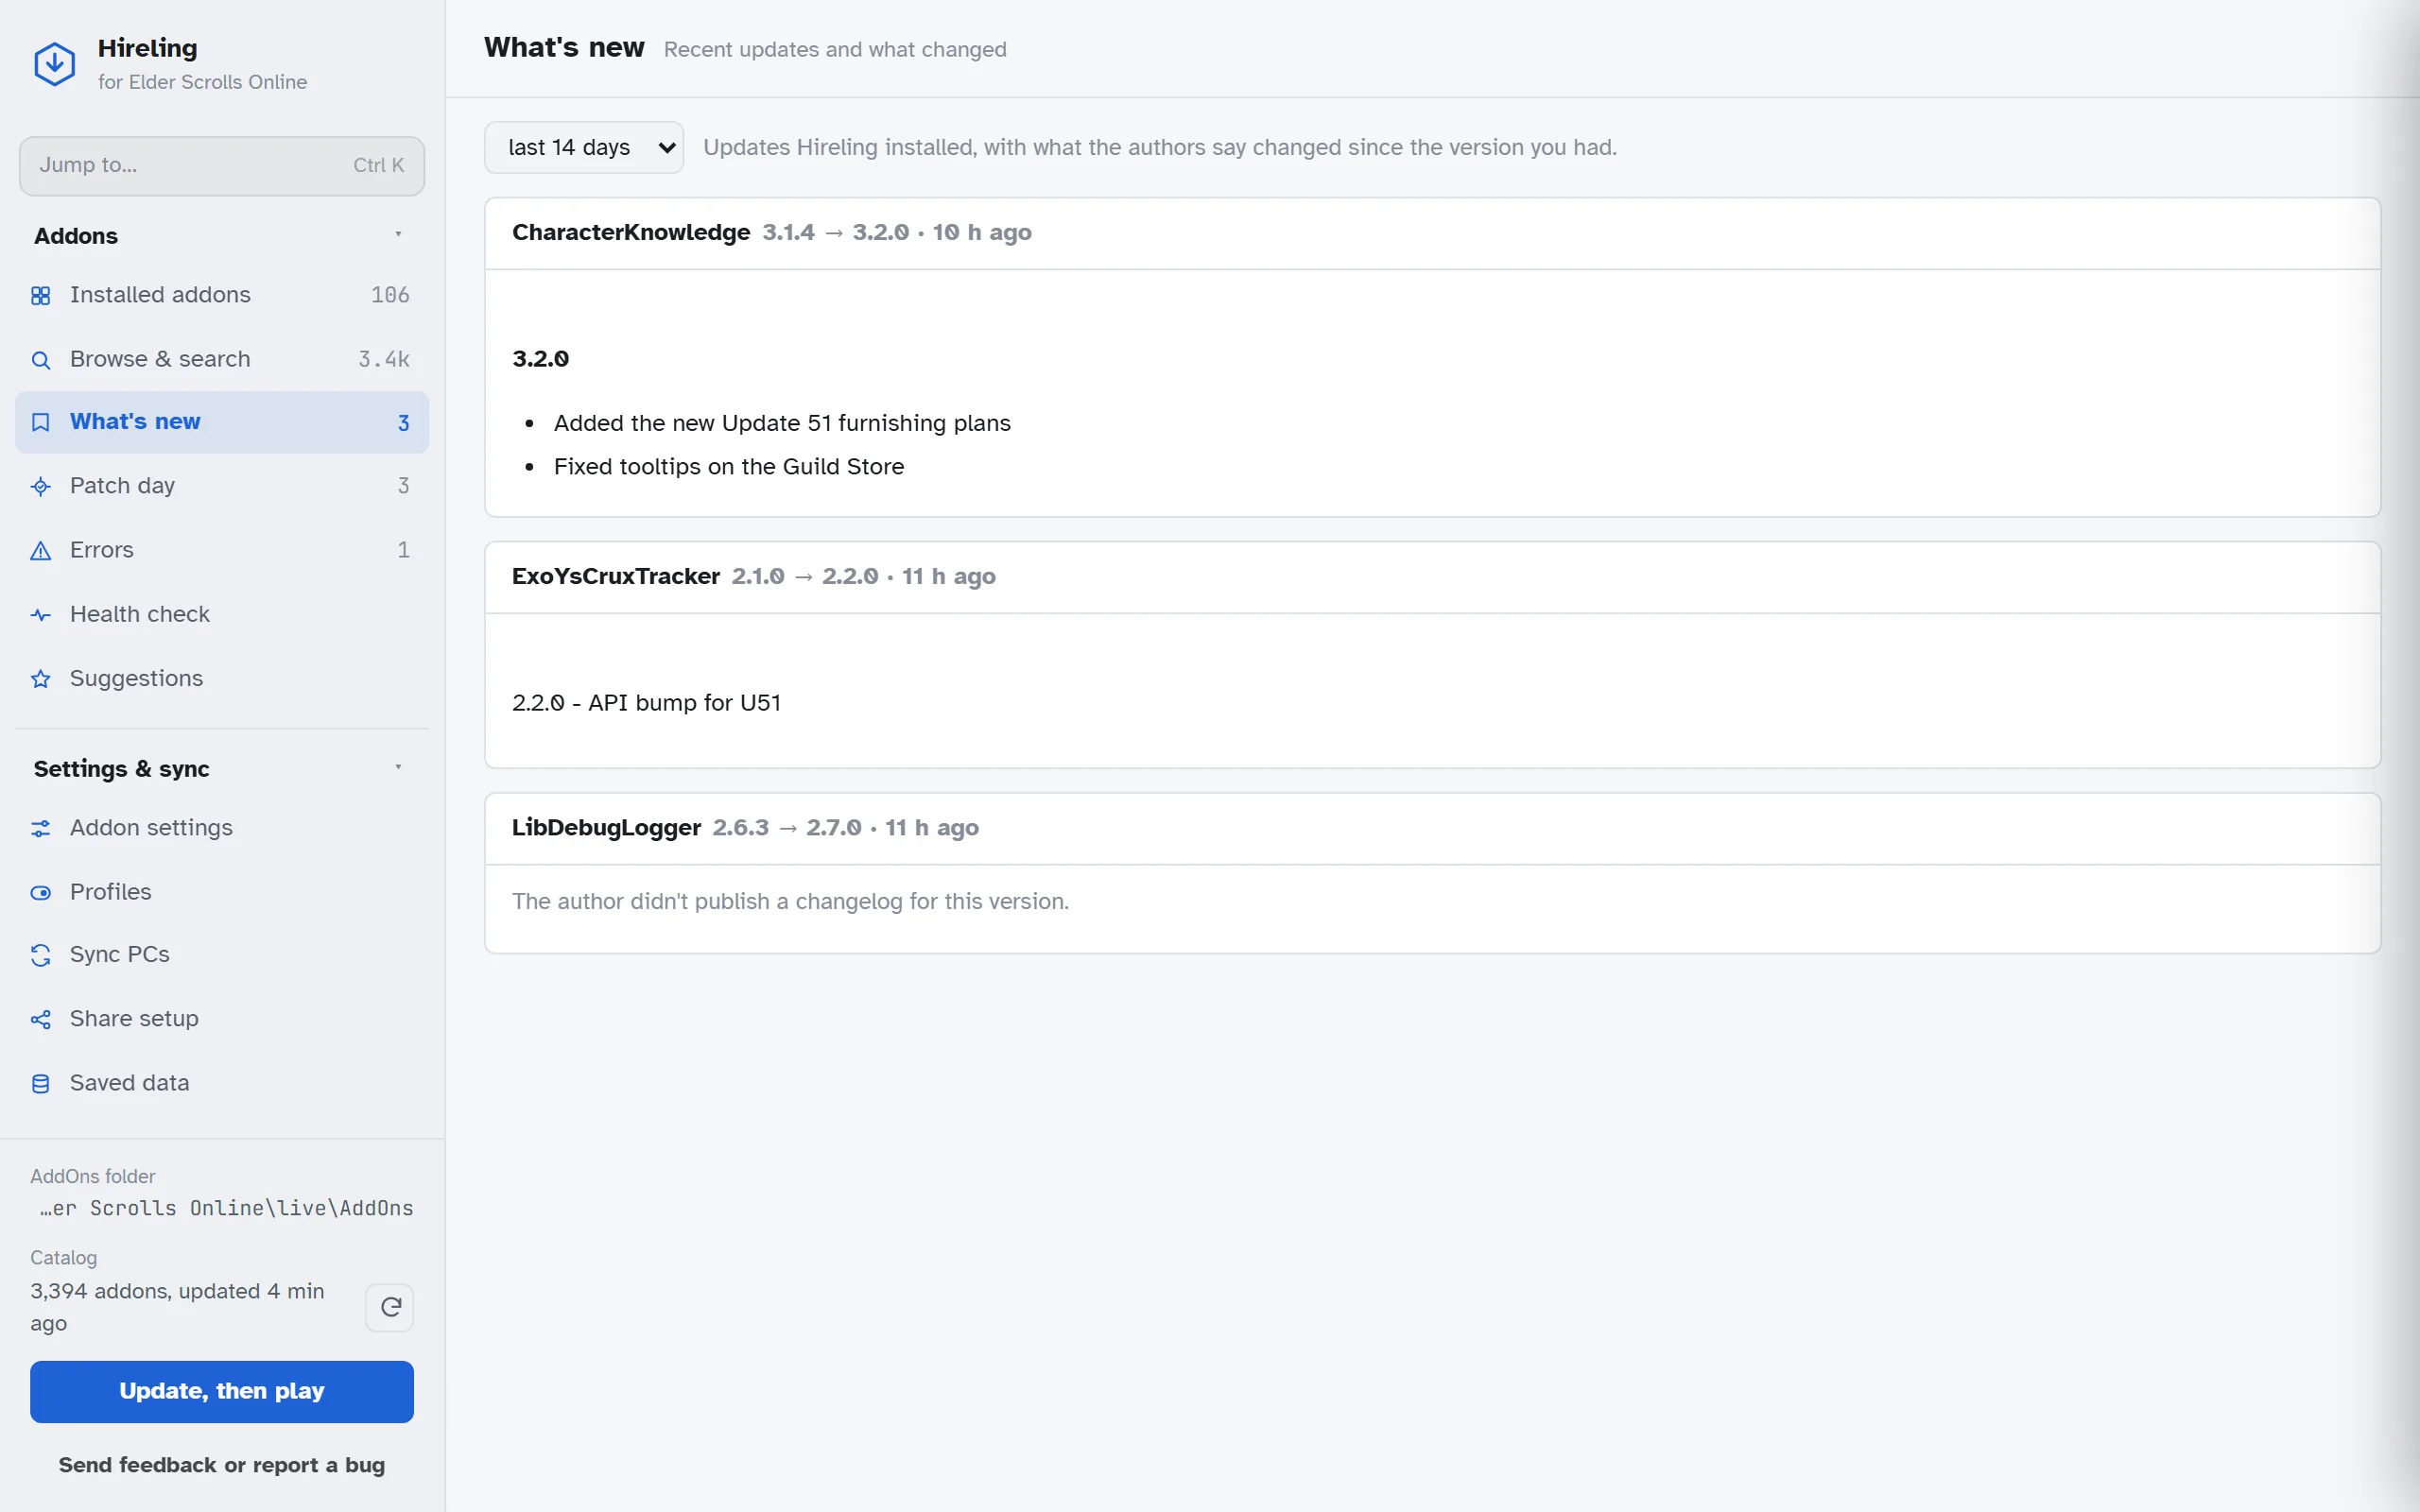 Hireling
for Elder Scrolls Online
Jump to... Ctrl K
Addons
Installed addons 106
Browse & search 3.4k
What's new 3
Patch day 3
Errors 1
Health check
Suggestions
Settings & sync
Addon settings
Profiles
Sync PCs
Share setup
Saved data
AddOns folder
…er Scrolls Online\live\AddOns
Catalog
3,394 addons, updated 4 min
ago
Update, then play
Send feedback or report a bug
What's new Recent updates and what changed
last 14 days Updates Hireling installed, with what the authors say changed since the version you had.
CharacterKnowledge 3.1.4 → 3.2.0 • 10 h ago
3.2.0
• Added the new Update 51 furnishing plans
• Fixed tooltips on the Guild Store
ExoYsCruxTracker 2.1.0 → 2.2.0 • 11 h ago
2.2.0 - API bump for U51
LibDebugLogger 2.6.3 → 2.7.0 • 11 h ago
The author didn't publish a changelog for this version.